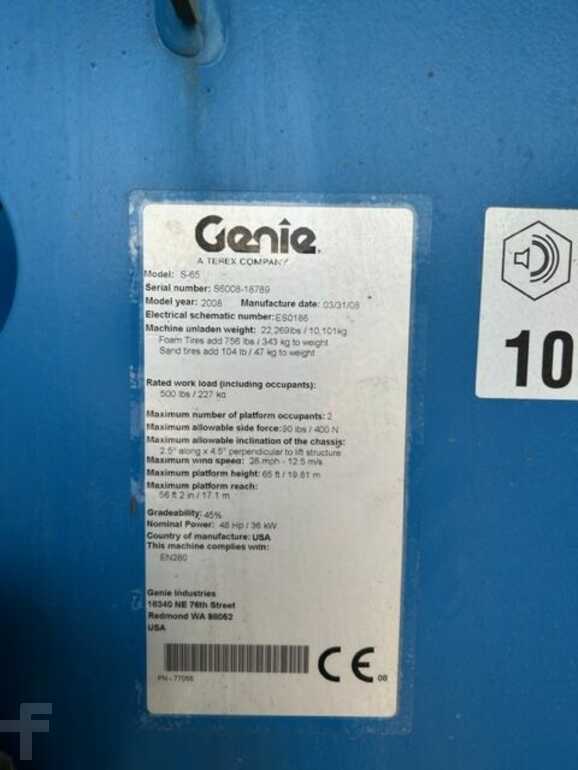 Genie
A TEREX COMPANY
Model: S-65
Serial number: S6008-18789
Model year: 2008 Manufacture date: 03/31/08
Electrical schematic number: ES0186
Machine unladen weight: 22,269lbs / 10,101kg
Foam Tires add 756 lbs / 343 kg to weight
Sand tires add 104 lb / 47 kg to weight
Rated work load (including occupants):
500 lbs / 227 kg
Maximum number of platform occupants: 2
Maximum allowable side force: 90 lbs / 400 N
Maximum allowable inclination of the chassis:
2.5° along x 4.5° perpendicular to lift structure
Maximum wind speed: 28 mph - 12.5 m/s
Maximum platform height: 65 ft / 19.81 m
Maximum platform reach:
56 ft 2 in / 17.1 m
Gradeability: 45%
Nominal Power: 48 Hp / 36 kW
Country of manufacture: USA
This machine complies with:
EN280
Genie Industries
18340 NE 76th Street
Redmond WA 98052
USA
PN - 77055
CE 08
10
F